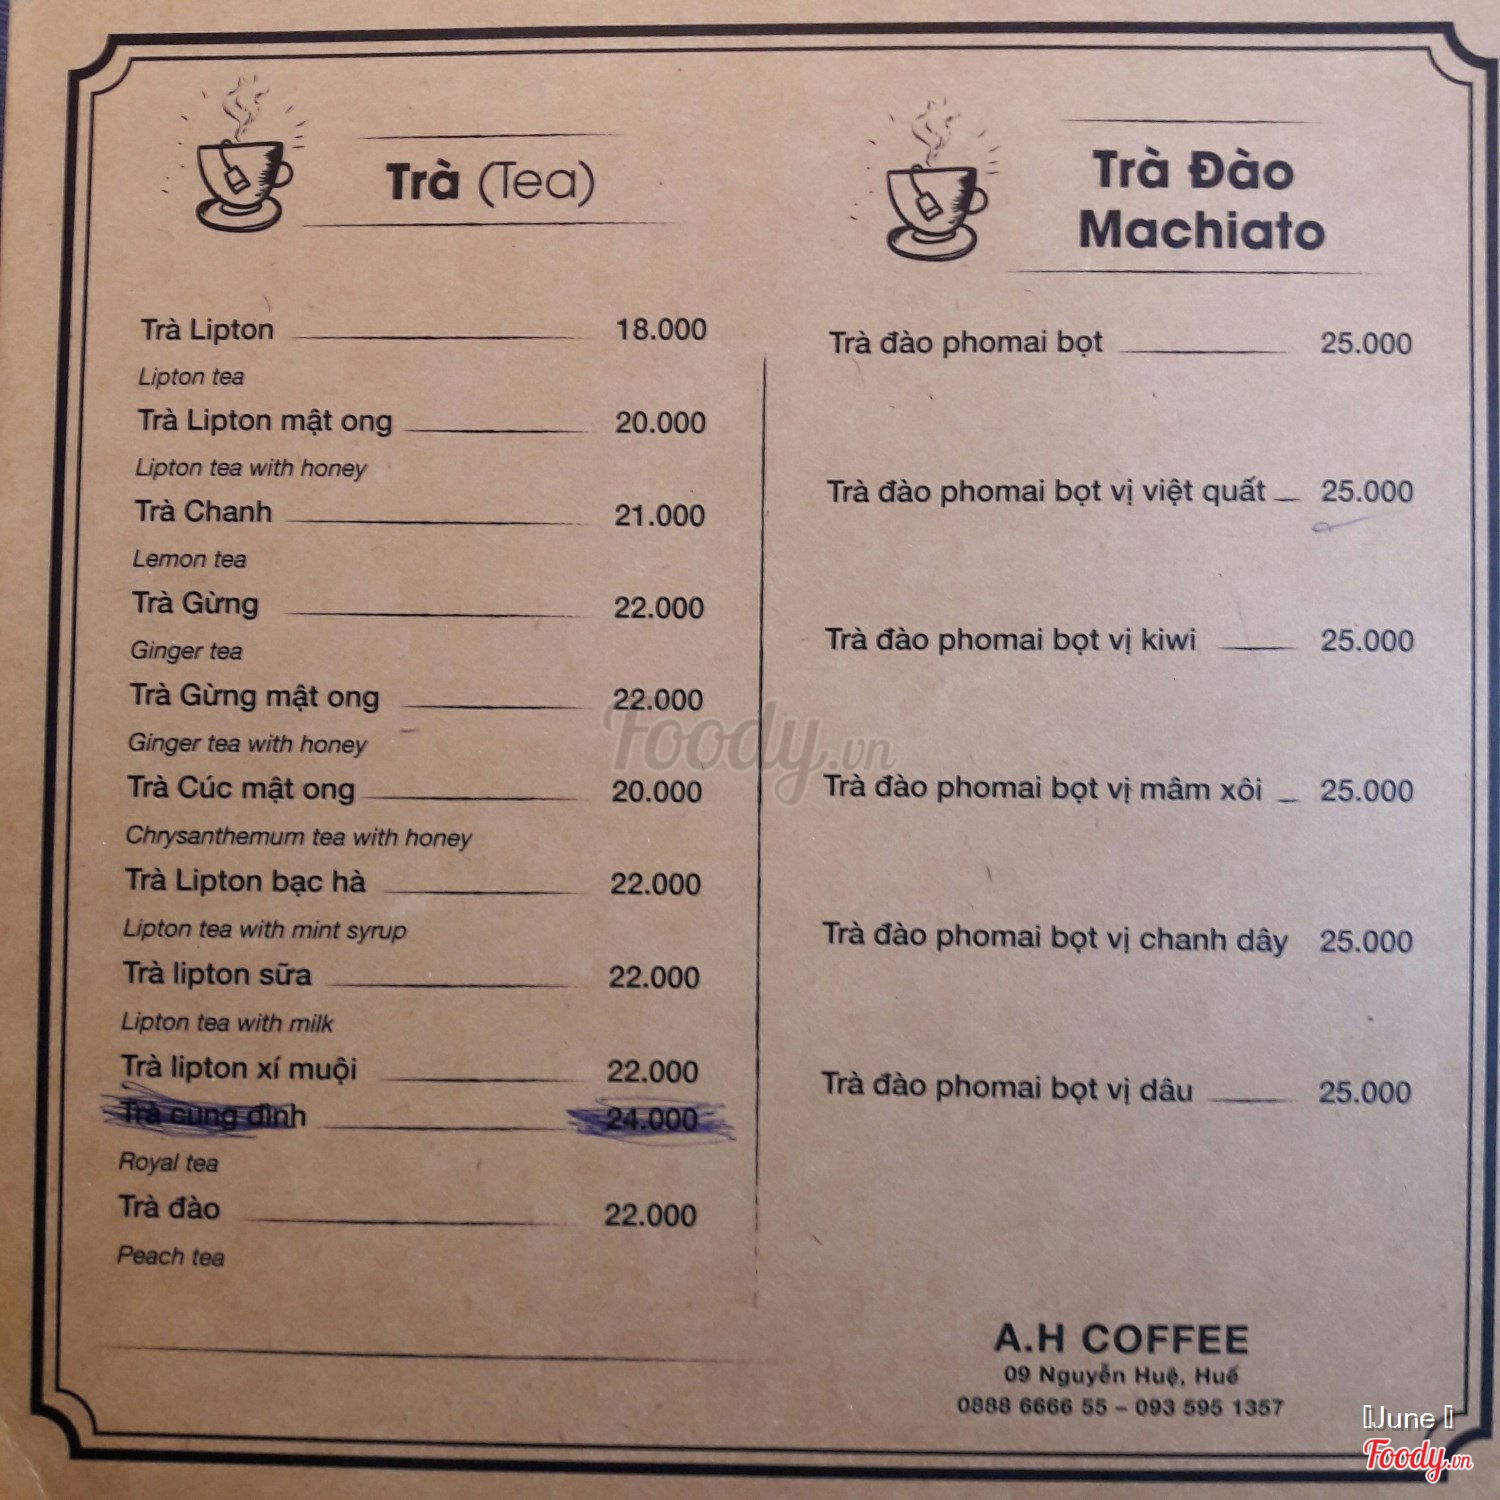 Trà (Tea)
Trà Lipton 18.000
Lipton tea
Trà Lipton mật ong 20.000
Lipton tea with honey
Trà Chanh 21.000
Lemon tea
Trà Gừng 22.000
Ginger tea
Trà Gừng mật ong 22.000
Ginger tea with honey
Trà Cúc mật ong 20.000
Chrysanthemum tea with honey
Trà Lipton bạc hà 22.000
Lipton tea with mint syrup
Trà lipton sữa 22.000
Lipton tea with milk
Trà lipton xí muội 22.000
Trà cung đình 24.000
Royal tea
Trà đào 22.000
Peach tea
Trà Đào
Machiato
Trà đào phomai bọt 25.000
Trà đào phomai bọt vị việt quất 25.000
Trà đào phomai bọt vị kiwi 25.000
Trà đào phomai bọt vị mâm xôi 25.000
Trà đào phomai bọt vị chanh dây 25.000
Trà đào phomai bọt vị dâu 25.000
A.H COFFEE
09 Nguyễn Huệ, Huế
0888 6666 55 – 093 595 1357
Foody.vn
June
Foody.vn